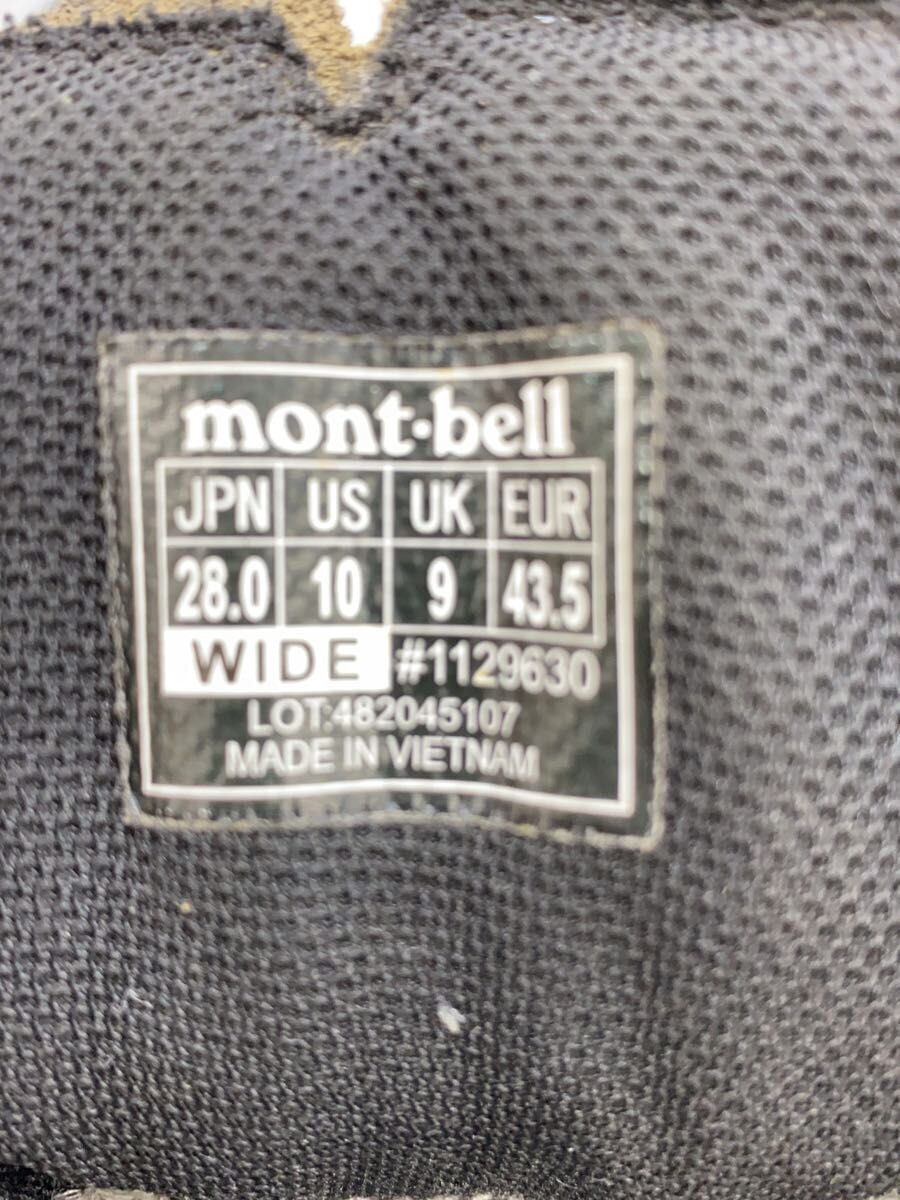 mont-bell
JPN US UK EUR
28.0 10 9 43.5
WIDE #1129630
LOT:482045107
MADE IN VIETNAM